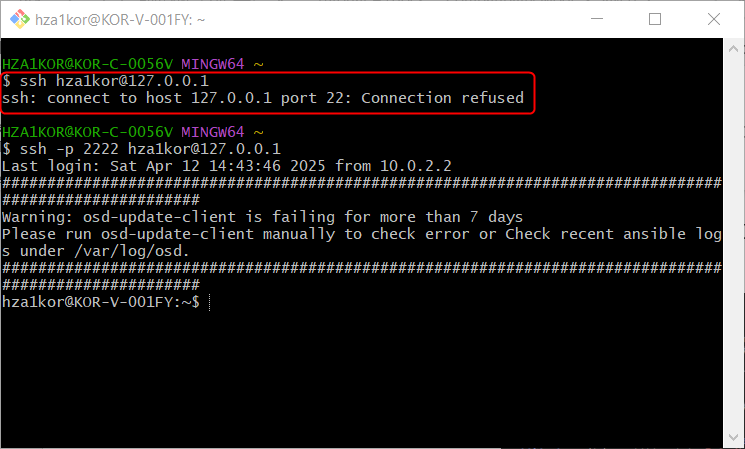 hza1kor@KOR-V-001FY: ~
HZA1KOR@KOR-C-0056V MINGW64 ~
$ ssh hza1kor@127.0.0.1
ssh: connect to host 127.0.0.1 port 22: Connection refused
HZA1KOR@KOR-C-0056V MINGW64 ~
$ ssh -p 2222 hza1kor@127.0.0.1
Last login: Sat Apr 12 14:43:46 2025 from 10.0.2.2
################################################################################
######################
Warning: osd-update-client is failing for more than 7 days
Please run osd-update-client manually to check error or Check recent ansible log
s under /var/log/osd.
################################################################################
######################
hza1kor@KOR-V-001FY:~$